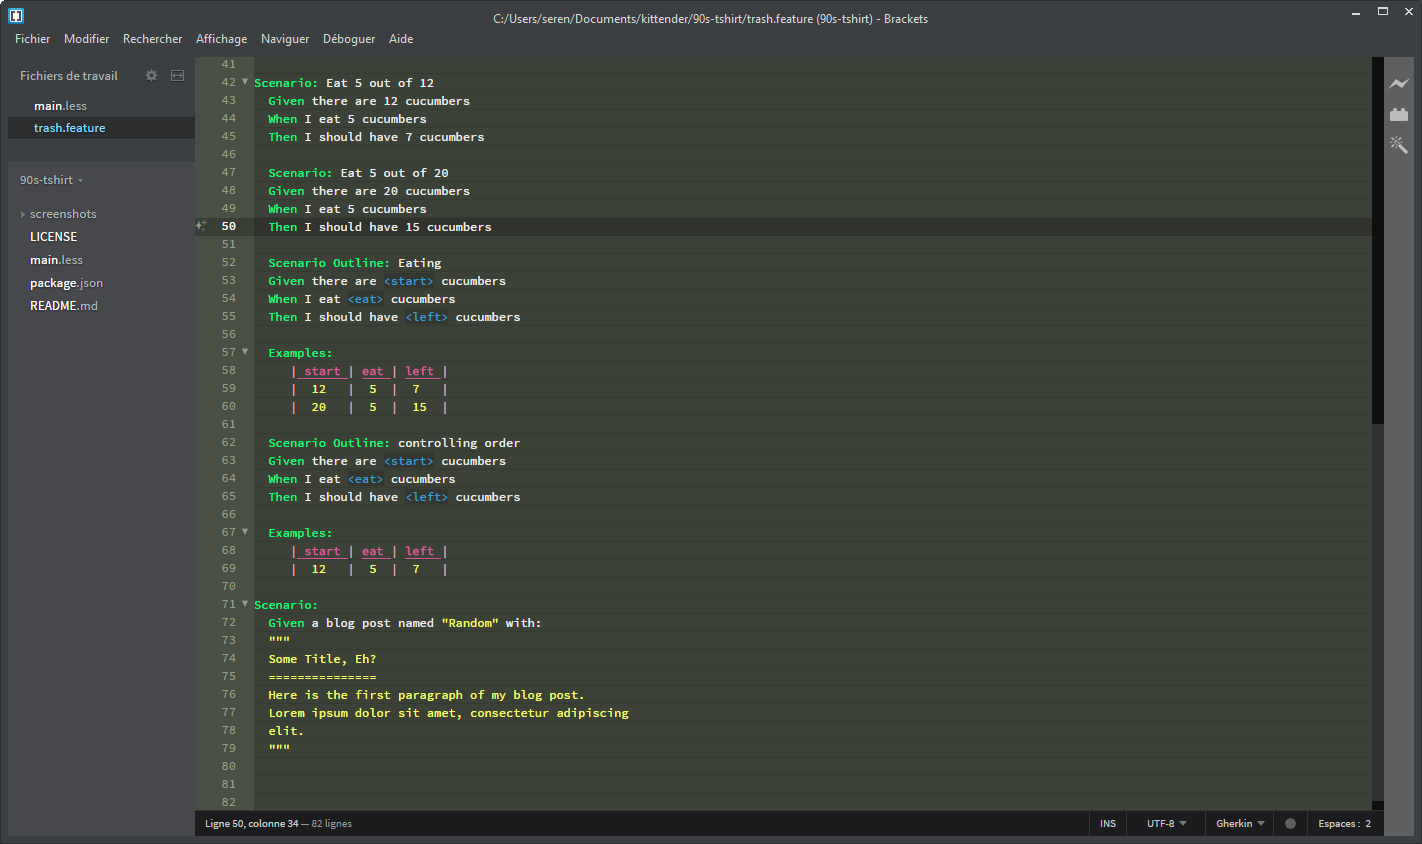 C:/Users/seren/Documents/kittender/90s-tshirt/trash.feature (90s-tshirt) - Brackets
Fichier Modifier Rechercher Affichage Naviguer Déboguer Aide
Fichiers de travail
main.less
trash.feature
90s-tshirt
screenshots
LICENSE
main.less
package.json
README.md
41
42 Scenario: Eat 5 out of 12
43 Given there are 12 cucumbers
44 When I eat 5 cucumbers
45 Then I should have 7 cucumbers
46
47 Scenario: Eat 5 out of 20
48 Given there are 20 cucumbers
49 When I eat 5 cucumbers
50 Then I should have 15 cucumbers
51
52 Scenario Outline: Eating
53 Given there are <start> cucumbers
54 When I eat <eat> cucumbers
55 Then I should have <left> cucumbers
56
57 Examples:
58 | start | eat | left |
59 | 12 | 5 | 7 |
60 | 20 | 5 | 15 |
61
62 Scenario Outline: controlling order
63 Given there are <start> cucumbers
64 When I eat <eat> cucumbers
65 Then I should have <left> cucumbers
66
67 Examples:
68 | start | eat | left |
69 | 12 | 5 | 7 |
70
71 Scenario:
72 Given a blog post named "Random" with:
73 """
74 Some Title, Eh?
75 ===============
76 Here is the first paragraph of my blog post.
77 Lorem ipsum dolor sit amet, consectetur adipiscing
78 elit.
79 """
80
81
82
Ligne 50, colonne 34 — 82 lignes INS UTF-8 Gherkin Espaces : 2